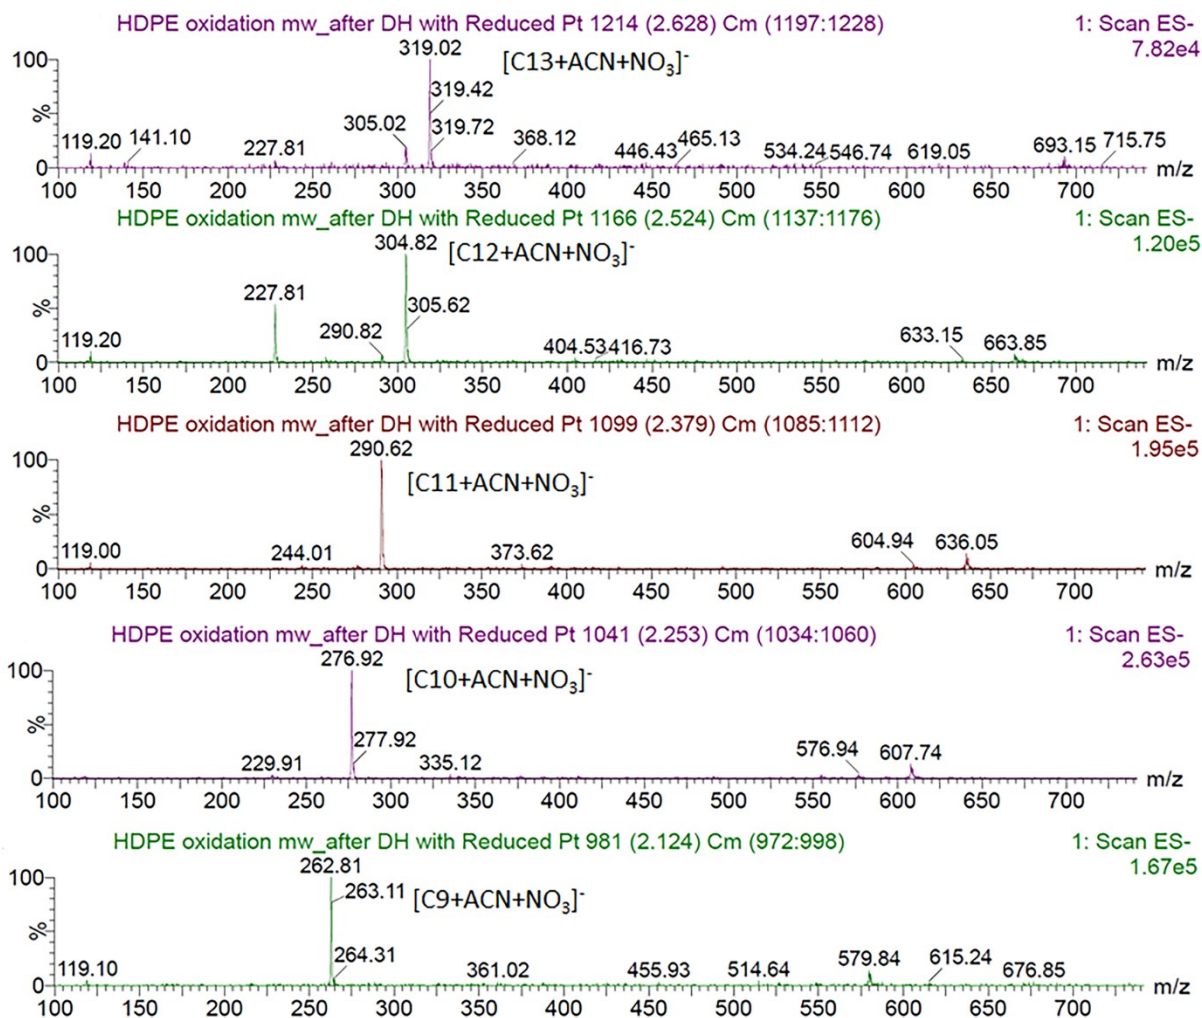 HDPE oxidation mw_after DH with Reduced Pt 1214 (2.628) Cm (1197:1228)
1: Scan ES-
7.82e4
319.02
[C13+ACN+NO3]-
100
319.42
%
305.02
319.72
119.20
141.10
227.81
368.12
446.43
465.13
534.24
546.74
619.05
693.15
715.75
0
100 150 200 250 300 350 400 450 500 550 600 650 700 m/z
HDPE oxidation mw_after DH with Reduced Pt 1166 (2.524) Cm (1137:1176)
1: Scan ES-
1.20e5
304.82
[C12+ACN+NO3]-
100
227.81
%
305.62
119.20
290.82
404.53
416.73
633.15
663.85
0
100 150 200 250 300 350 400 450 500 550 600 650 700 m/z
HDPE oxidation mw_after DH with Reduced Pt 1099 (2.379) Cm (1085:1112)
1: Scan ES-
1.95e5
290.62
[C11+ACN+NO3]-
100
%
119.00
244.01
373.62
604.94
636.05
0
100 150 200 250 300 350 400 450 500 550 600 650 700 m/z
HDPE oxidation mw_after DH with Reduced Pt 1041 (2.253) Cm (1034:1060)
1: Scan ES-
2.63e5
276.92
[C10+ACN+NO3]-
100
%
277.92
229.91
335.12
576.94
607.74
0
100 150 200 250 300 350 400 450 500 550 600 650 700 m/z
HDPE oxidation mw_after DH with Reduced Pt 981 (2.124) Cm (972:998)
1: Scan ES-
1.67e5
262.81
100
263.11
[C9+ACN+NO3]-
%
264.31
119.10
361.02
455.93
514.64
579.84
615.24
676.85
0
100 150 200 250 300 350 400 450 500 550 600 650 700 m/z